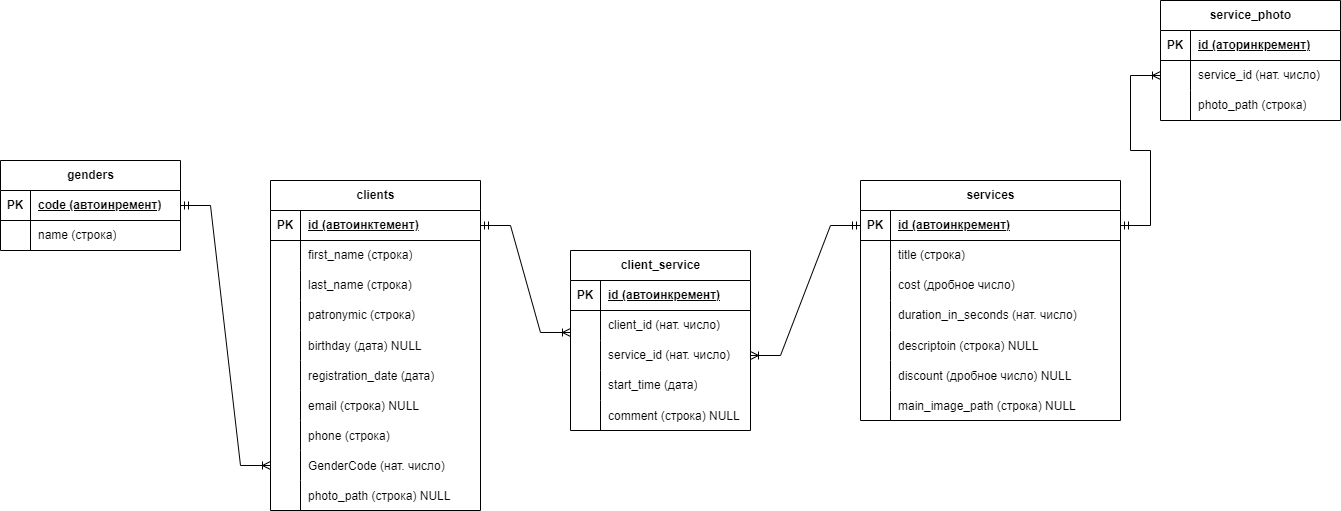 service_photo
PK id (аторинкремент)
service_id (нат. число)
photo_path (строка)
genders
PK code (автоинремент)
name (строка)
clients
PK id (автоинктемент)
first_name (строка)
last_name (строка)
patronymic (строка)
birthday (дата) NULL
registration_date (дата)
email (строка) NULL
phone (строка)
GenderCode (нат. число)
photo_path (строка) NULL
client_service
PK id (автоинкремент)
client_id (нат. число)
service_id (нат. число)
start_time (дата)
comment (строка) NULL
services
PK id (автоинкремент)
title (строка)
cost (дробное число)
duration_in_seconds (нат. число)
descriptoin (строка) NULL
discount (дробное число) NULL
main_image_path (строка) NULL